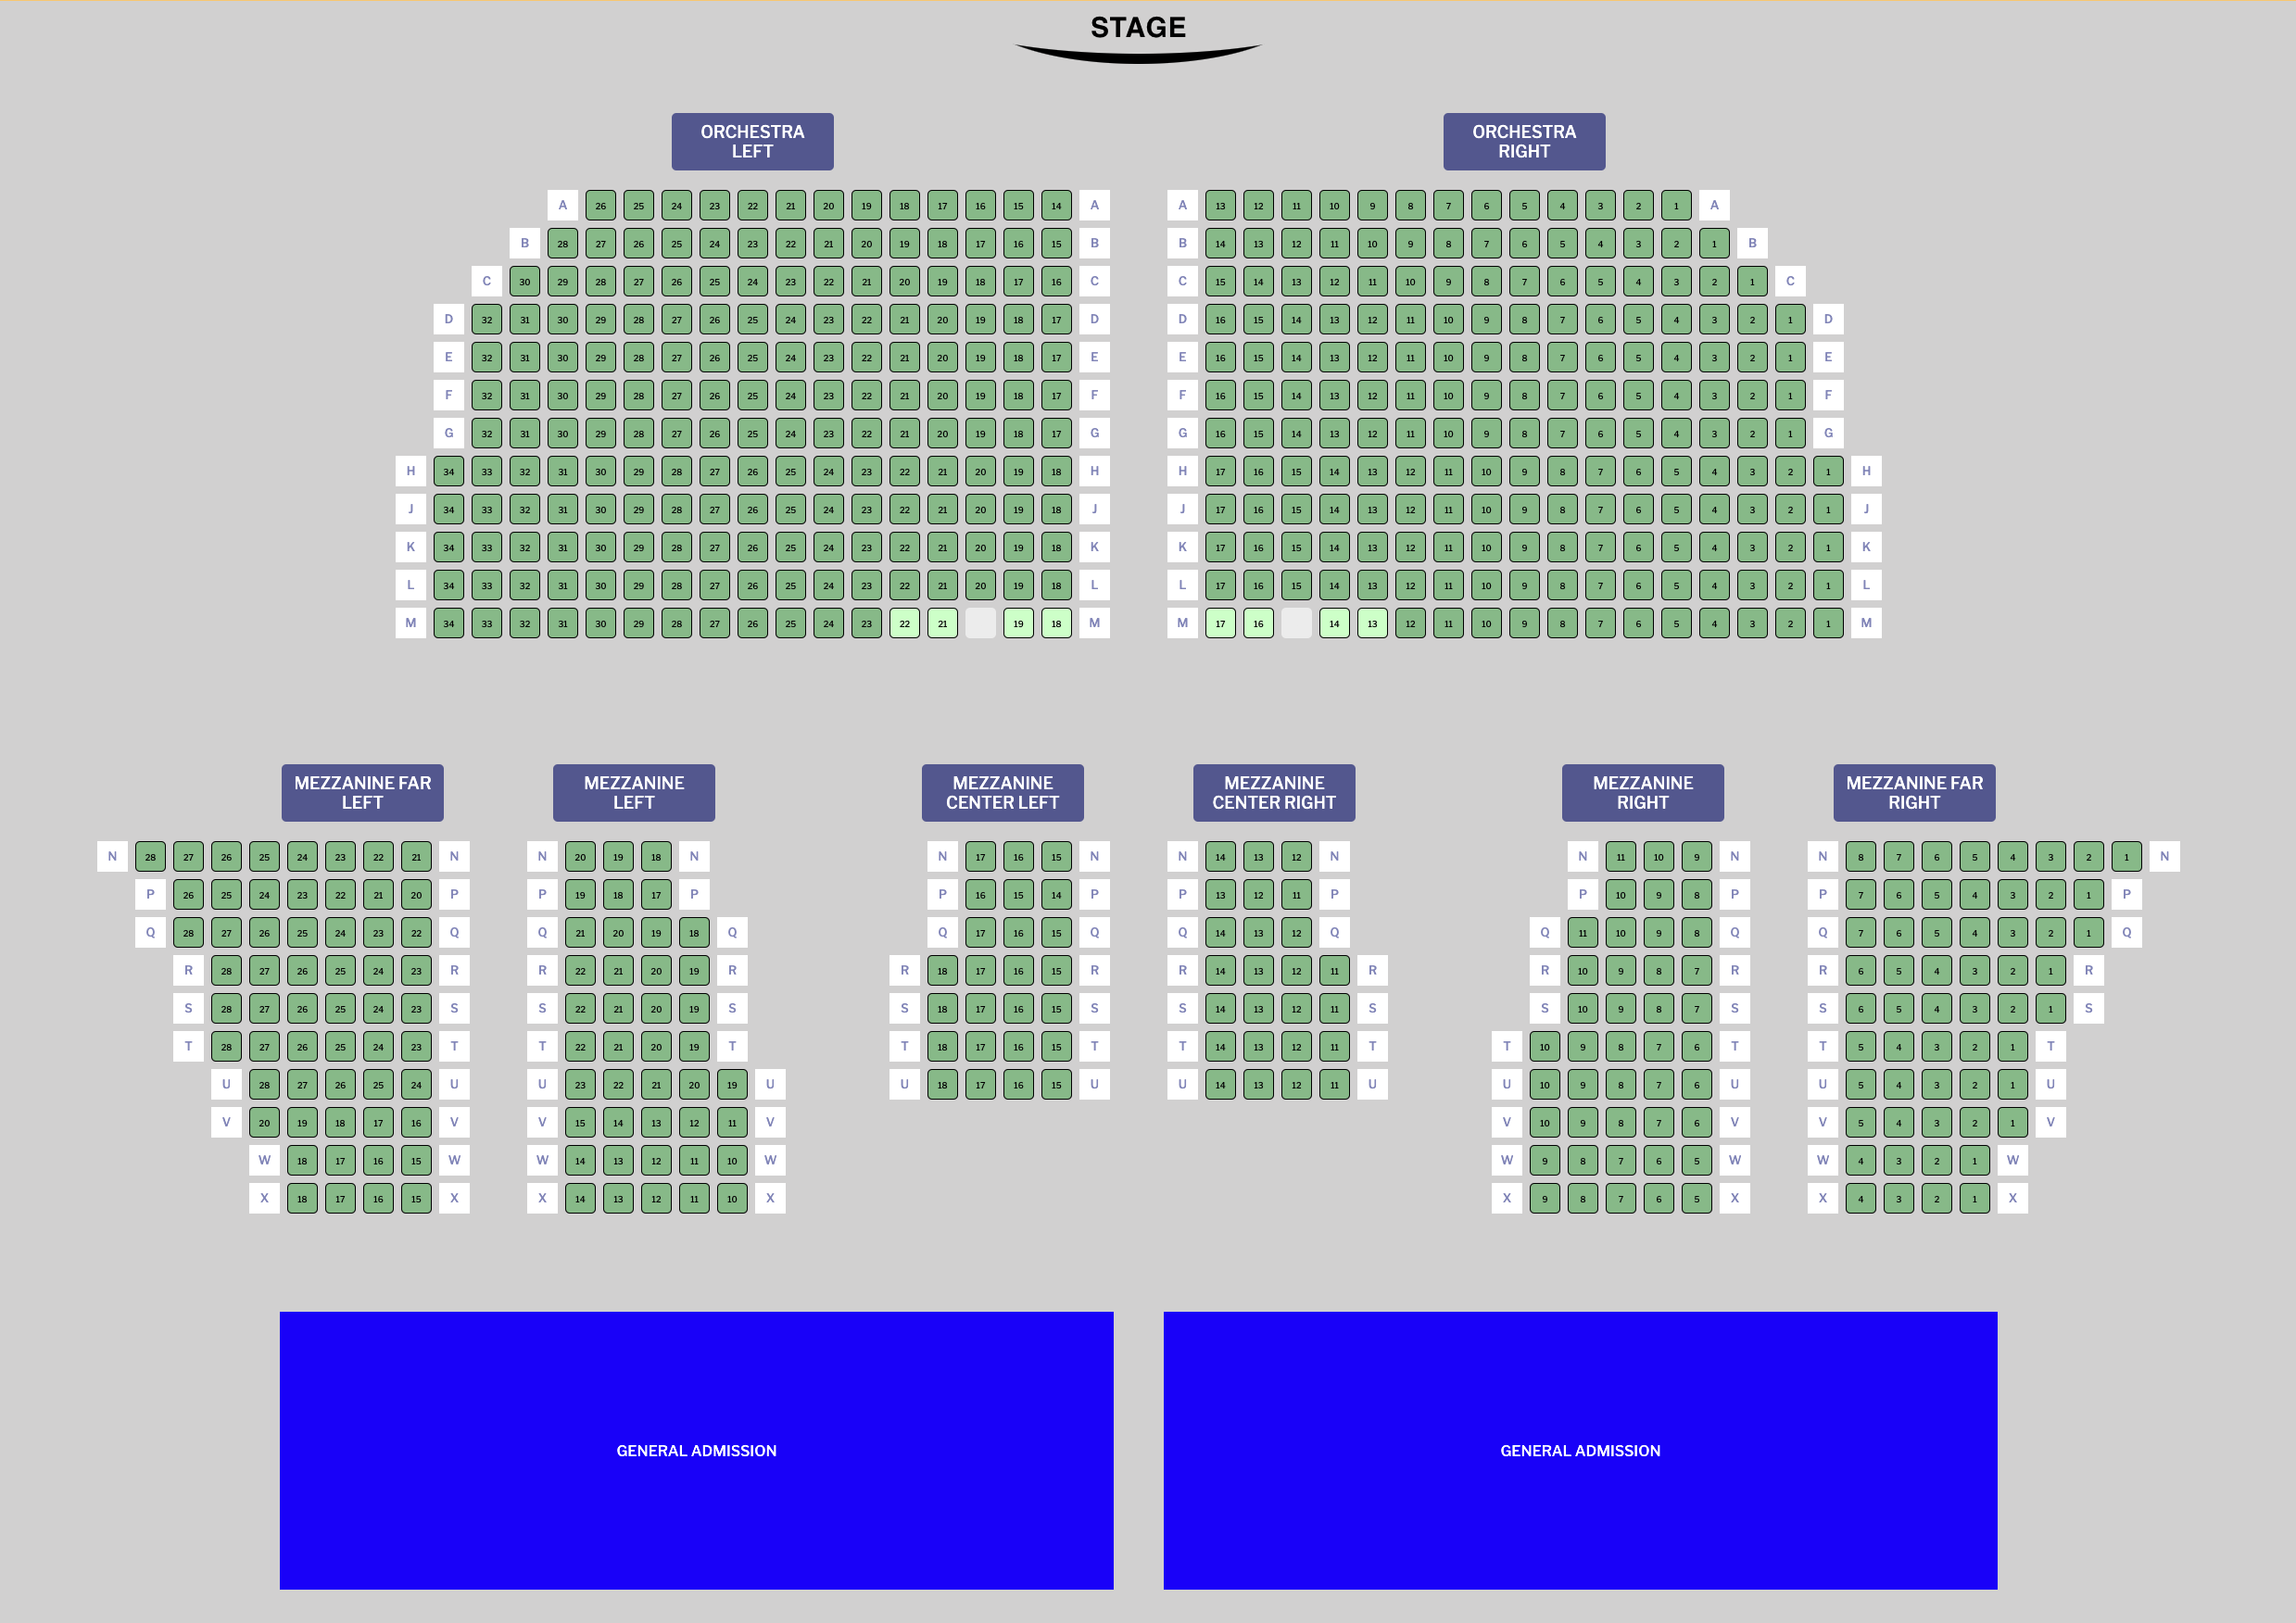 STAGE
ORCHESTRA
LEFT
ORCHESTRA
RIGHT
A 26 25 24 23 22 21 20 19 18 17 16 15 14 A A 13 12 11 10 9 8 7 6 5 4 3 2 1 A
B 28 27 26 25 24 23 22 21 20 19 18 17 16 15 B B 14 13 12 11 10 9 8 7 6 5 4 3 2 1 B
C 30 29 28 27 26 25 24 23 22 21 20 19 18 17 16 C C 15 14 13 12 11 10 9 8 7 6 5 4 3 2 1 C
D 32 31 30 29 28 27 26 25 24 23 22 21 20 19 18 17 D D 16 15 14 13 12 11 10 9 8 7 6 5 4 3 2 1 D
E 32 31 30 29 28 27 26 25 24 23 22 21 20 19 18 17 E E 16 15 14 13 12 11 10 9 8 7 6 5 4 3 2 1 E
F 32 31 30 29 28 27 26 25 24 23 22 21 20 19 18 17 F F 16 15 14 13 12 11 10 9 8 7 6 5 4 3 2 1 F
G 32 31 30 29 28 27 26 25 24 23 22 21 20 19 18 17 G G 16 15 14 13 12 11 10 9 8 7 6 5 4 3 2 1 G
H 34 33 32 31 30 29 28 27 26 25 24 23 22 21 20 19 18 H H 17 16 15 14 13 12 11 10 9 8 7 6 5 4 3 2 1 H
J 34 33 32 31 30 29 28 27 26 25 24 23 22 21 20 19 18 J J 17 16 15 14 13 12 11 10 9 8 7 6 5 4 3 2 1 J
K 34 33 32 31 30 29 28 27 26 25 24 23 22 21 20 19 18 K K 17 16 15 14 13 12 11 10 9 8 7 6 5 4 3 2 1 K
L 34 33 32 31 30 29 28 27 26 25 24 23 22 21 20 19 18 L L 17 16 15 14 13 12 11 10 9 8 7 6 5 4 3 2 1 L
M 34 33 32 31 30 29 28 27 26 25 24 23 22 21 19 18 M M 17 16 14 13 12 11 10 9 8 7 6 5 4 3 2 1 M
MEZZANINE FAR
LEFT
MEZZANINE
LEFT
MEZZANINE
CENTER LEFT
MEZZANINE
CENTER RIGHT
MEZZANINE
RIGHT
MEZZANINE FAR
RIGHT
N 28 27 26 25 24 23 22 21 N N 20 19 18 N N 17 16 15 N N 14 13 12 N N 11 10 9 N N 8 7 6 5 4 3 2 1 N
P 26 25 24 23 22 21 20 P P 19 18 17 P P 16 15 14 P P 13 12 11 P P 10 9 8 P P 7 6 5 4 3 2 1 P
Q 28 27 26 25 24 23 22 Q Q 21 20 19 18 Q Q 17 16 15 Q Q 14 13 12 Q Q 11 10 9 8 Q Q 7 6 5 4 3 2 1 Q
R 28 27 26 25 24 23 R R 22 21 20 19 R R 18 17 16 15 R R 14 13 12 11 R R 10 9 8 7 R R 6 5 4 3 2 1 R
S 28 27 26 25 24 23 S S 22 21 20 19 S S 18 17 16 15 S S 14 13 12 11 S S 10 9 8 7 S S 6 5 4 3 2 1 S
T 28 27 26 25 24 23 T T 22 21 20 19 T T 18 17 16 15 T T 14 13 12 11 T T 10 9 8 7 6 T T 5 4 3 2 1 T
U 28 27 26 25 24 U U 23 22 21 20 19 U U 18 17 16 15 U U 14 13 12 11 U U 10 9 8 7 6 U U 5 4 3 2 1 U
V 20 19 18 17 16 V V 15 14 13 12 11 V V 10 9 8 7 6 V V 5 4 3 2 1 V
W 18 17 16 15 W W 14 13 12 11 10 W W 9 8 7 6 5 W W 4 3 2 1 W
X 18 17 16 15 X X 14 13 12 11 10 X X 9 8 7 6 5 X X 4 3 2 1 X
GENERAL ADMISSION
GENERAL ADMISSION